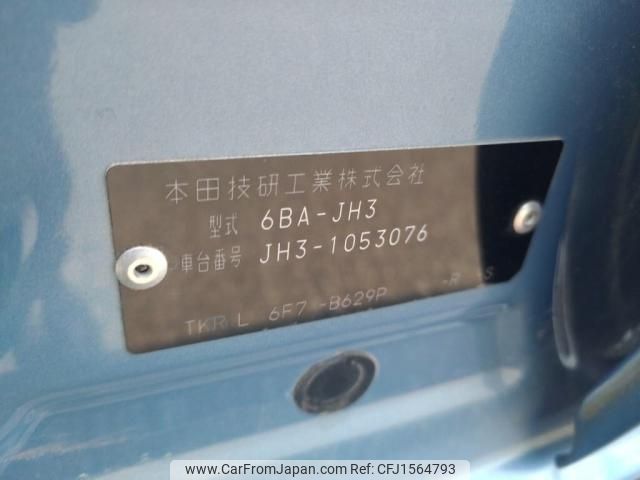 本田技研工業株式会社
型式 6BA-JH3
車台番号 JH3-1053076
TKR L 6F7 -B629P -R -S
www.CarFromJapan.com | CFJ1564793